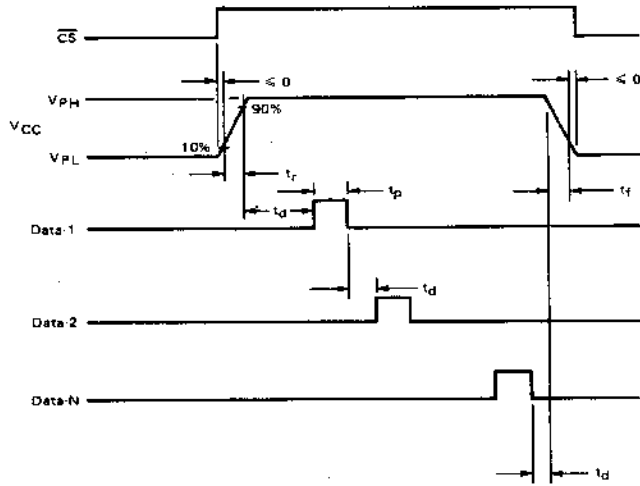 CS
≤ 0
≤ 0
VPH
90%
VCC
10%
VPL
tr
tp
tf
td
Data-1
td
Data-2
Data-N
td